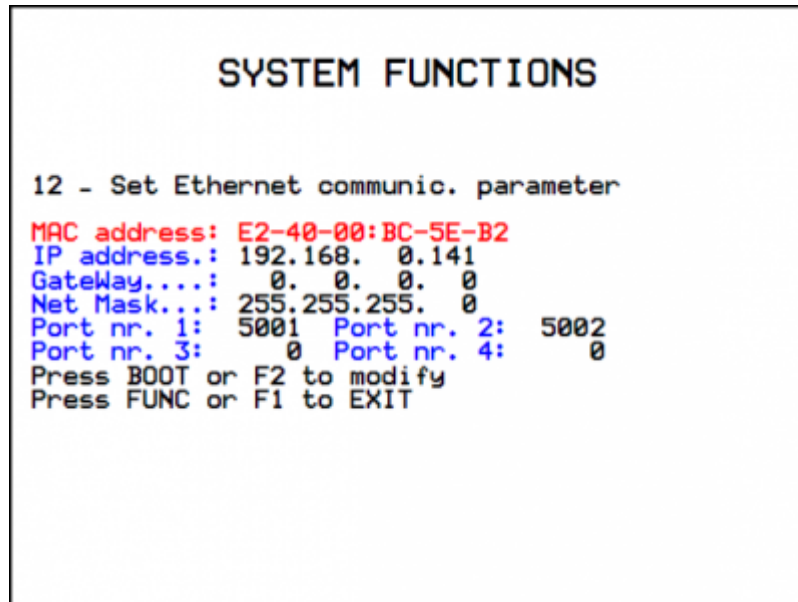 SYSTEM FUNCTIONS
12 - Set Ethernet communic. parameter
MAC address: E2-40-00:BC-5E-B2
IP address.: 192.168.  0.141
GateWay....:   0.  0.  0.  0
Net Mask...: 255.255.255.  0
Port nr. 1:  5001  Port nr. 2:  5002
Port nr. 3:     0  Port nr. 4:     0
Press BOOT or F2 to modify
Press FUNC or F1 to EXIT